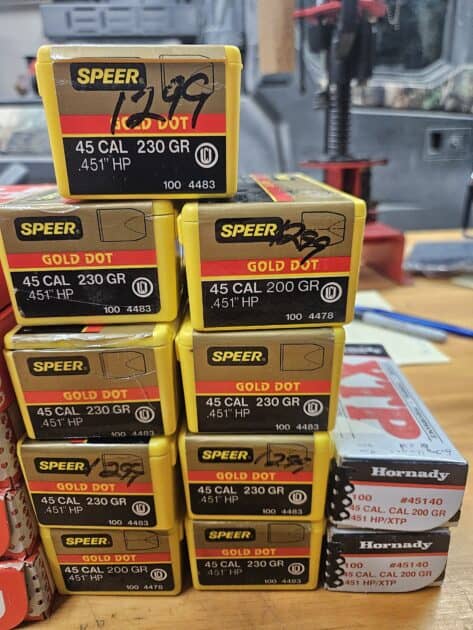 SPEER
1299
GOLD DOT
45 CAL 230 GR
.451" HP
100 4483
SPEER
GOLD DOT
45 CAL 230 GR
.451" HP
100 4483
SPEER
1299
GOLD DOT
45 CAL 200 GR
.451" HP
100 4478
SPEER
GOLD DOT
45 CAL 230 GR
.451" HP
100 4483
SPEER
GOLD DOT
45 CAL 230 GR
.451" HP
100 4483
SPEER
1299
GOLD DOT
45 CAL 230 GR
.451" HP
100 4483
SPEER
1299
GOLD DOT
45 CAL 230 GR
.451" HP
100 4483
SPEER
GOLD DOT
45 CAL 200 GR
.451" HP
100 4478
SPEER
GOLD DOT
45 CAL 230 GR
.451" HP
100 4483
XTP
Hornady
100 #45140
45 CAL. CAL 200 GR
451 HP/XTP
Hornady
100 #45140
45 CAL. CAL 200 GR
451 HP/XTP